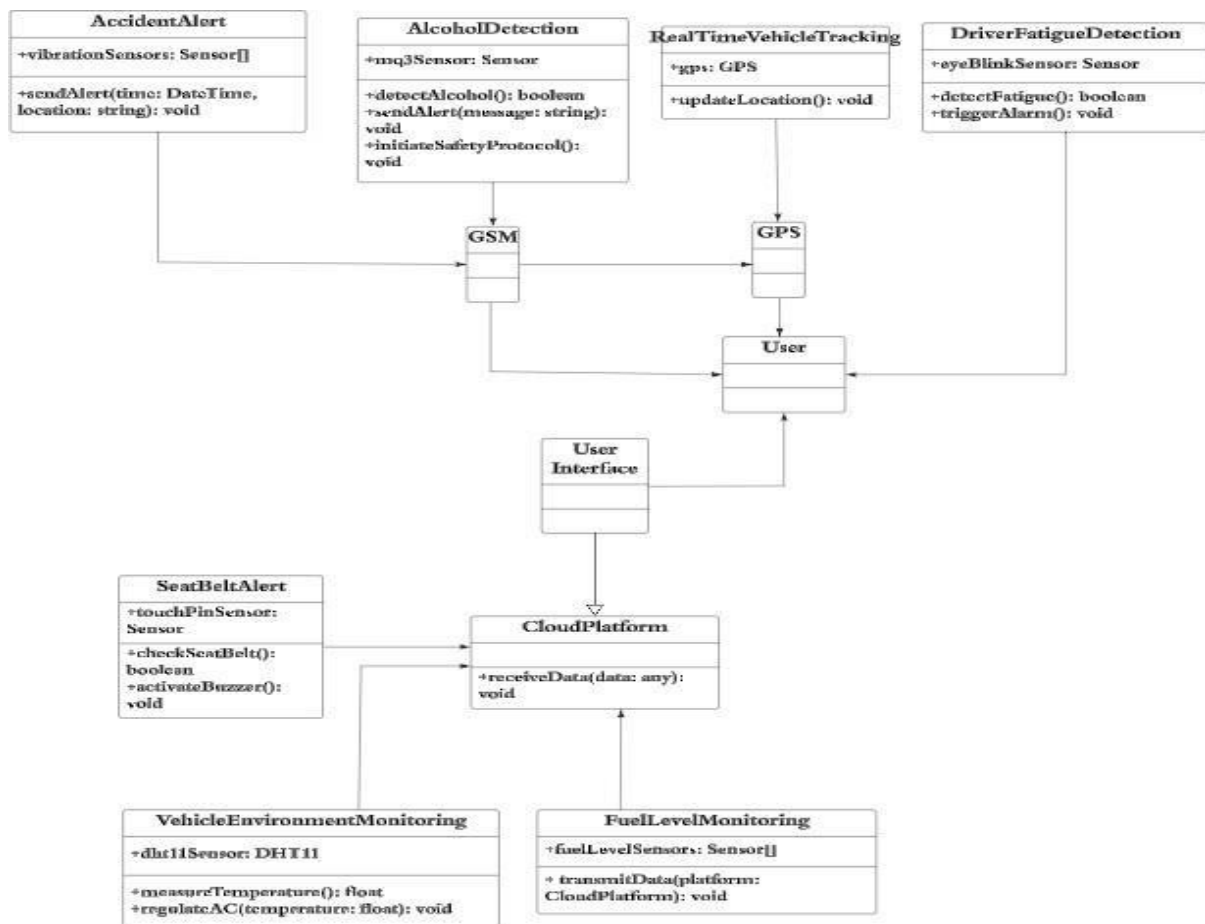 AccidentAlert
+vibrationSensors: Sensor[]
+sendAlert(time: DateTime,
location: string): void
AlcoholDetection
+mq3Sensor: Sensor
+detectAlcohol(): boolean
+sendAlert(message: string):
void
+initiateSafetyProtocol():
void
RealTimeVehicleTracking
+gps: GPS
+updateLocation(): void
DriverFatigueDetection
+eyeBlinkSensor: Sensor
+detectFatigue(): boolean
+triggerAlarm(): void
GSM
GPS
User
User
Interface
SeatBeltAlert
+touchPinSensor:
Sensor
+checkSeatBelt():
boolean
+activateBuzzer():
void
CloudPlatform
+receiveData(data: any):
void
VehicleEnvironmentMonitoring
+dht11Sensor: DHT11
+measureTemperature(): float
+regulateAC(temperature: float): void
FuelLevelMonitoring
+fuelLevelSensors: Sensor[]
+ transmitData(platform:
CloudPlatform): void